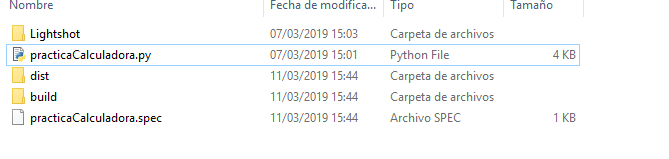 Nombre Fecha de modifica... Tipo Tamaño
Lightshot 07/03/2019 15:03 Carpeta de archivos
practicaCalculadora.py 07/03/2019 15:01 Python File 4 KB
dist 11/03/2019 15:44 Carpeta de archivos
build 11/03/2019 15:44 Carpeta de archivos
practicaCalculadora.spec 11/03/2019 15:44 Archivo SPEC 1 KB